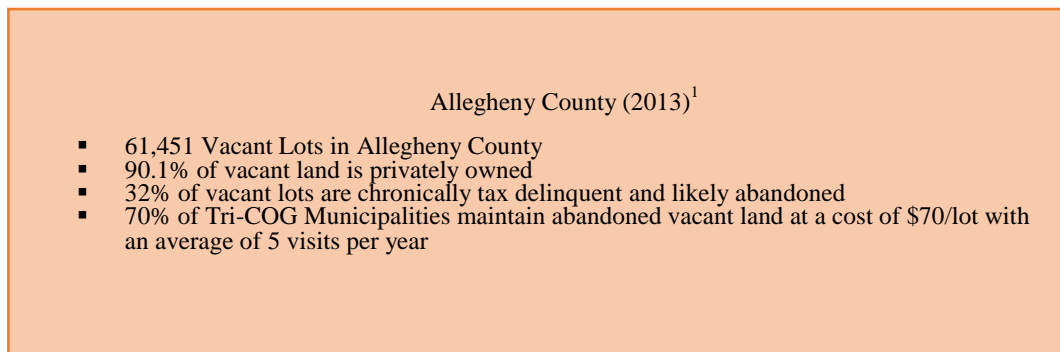 Allegheny County (2013)1
▪ 61,451 Vacant Lots in Allegheny County
▪ 90.1% of vacant land is privately owned
▪ 32% of vacant lots are chronically tax delinquent and likely abandoned
▪ 70% of Tri-COG Municipalities maintain abandoned vacant land at a cost of $70/lot with
an average of 5 visits per year